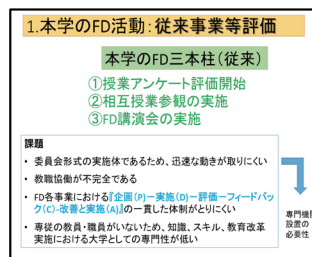 1.本学のFD活動:従来事業等評価
本学のFD三本柱(従来)
①授業アンケート評価開始
②相互授業参観の実施
③FD講演会の実施
課題
• 委員会形式の実施体であるため、迅速な動きが取りにくい
• 教職協働が不完全である
• FD各事業における『企画(P)ー実施(D)ー評価ーフィードバッ
ク(C)-改善と実施(A)』の一貫した体制がとりにくい
• 専従の教員・職員がいないため、知識、スキル、教育改革
実施における大学としての専門性が低い
専門機関
設置の
必要性